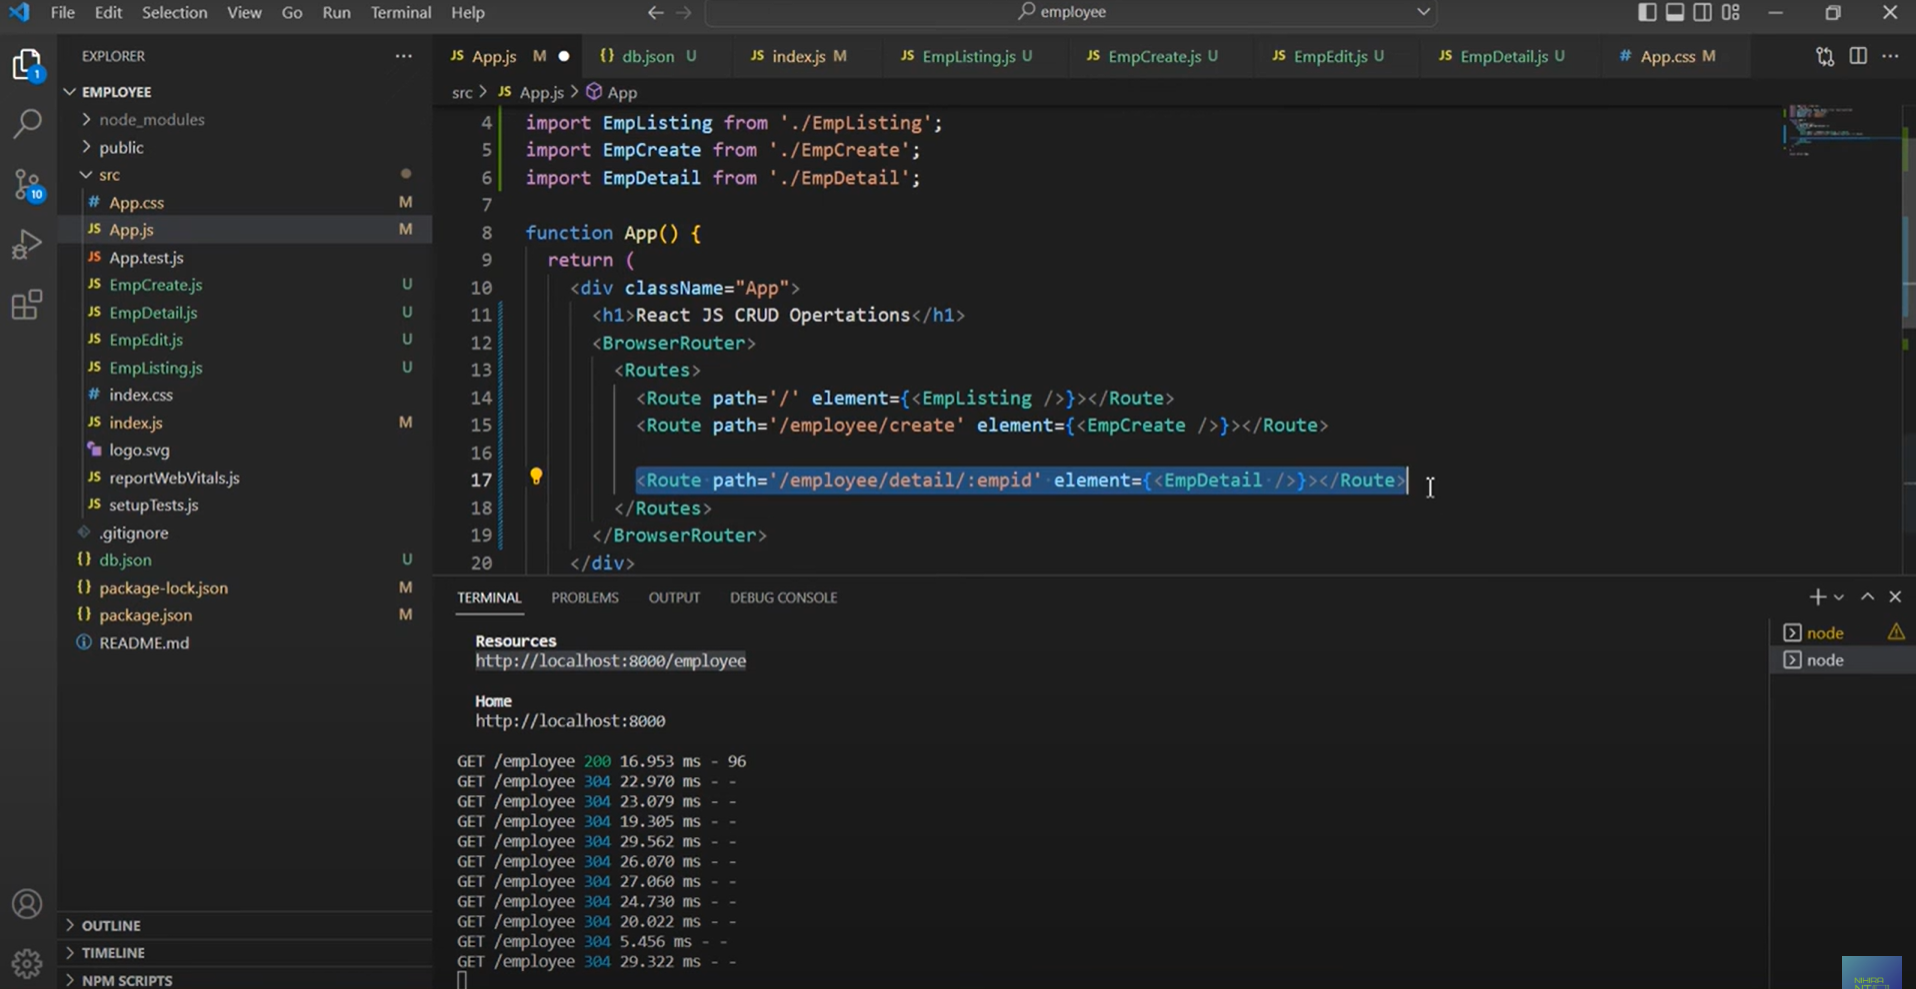 File Edit Selection View Go Run Terminal Help
employee
EXPLORER
EMPLOYEE
node_modules
public
src
# App.css M
JS App.js M
JS App.test.js
JS EmpCreate.js U
JS EmpDetail.js U
JS EmpEdit.js U
JS EmpListing.js U
# index.css
JS index.js M
logo.svg
JS reportWebVitals.js
JS setupTests.js
.gitignore
{} db.json U
{} package-lock.json M
{} package.json M
README.md
OUTLINE
TIMELINE
NPM SCRIPTS
1
10
JS App.js M {} db.json U JS index.js M JS EmpListing.js U JS EmpCreate.js U JS EmpEdit.js U JS EmpDetail.js U # App.css M
src > JS App.js > App
4 import EmpListing from './EmpListing';
5 import EmpCreate from './EmpCreate';
6 import EmpDetail from './EmpDetail';
7
8 function App() {
9 return (
10 <div className="App">
11 <h1>React JS CRUD Opertations</h1>
12 <BrowserRouter>
13 <Routes>
14 <Route path='/' element={<EmpListing />}></Route>
15 <Route path='/employee/create' element={<EmpCreate />}></Route>
16
17 <Route path='/employee/detail/:empid' element={<EmpDetail />}></Route>
18 </Routes>
19 </BrowserRouter>
20 </div>
TERMINAL PROBLEMS OUTPUT DEBUG CONSOLE
node
node
Resources
http://localhost:8000/employee
Home
http://localhost:8000
GET /employee 200 16.953 ms - 96
GET /employee 304 22.970 ms - -
GET /employee 304 23.079 ms - -
GET /employee 304 19.305 ms - -
GET /employee 304 29.562 ms - -
GET /employee 304 26.070 ms - -
GET /employee 304 27.060 ms - -
GET /employee 304 24.730 ms - -
GET /employee 304 20.022 ms - -
GET /employee 304 5.456 ms - -
GET /employee 304 29.322 ms - -